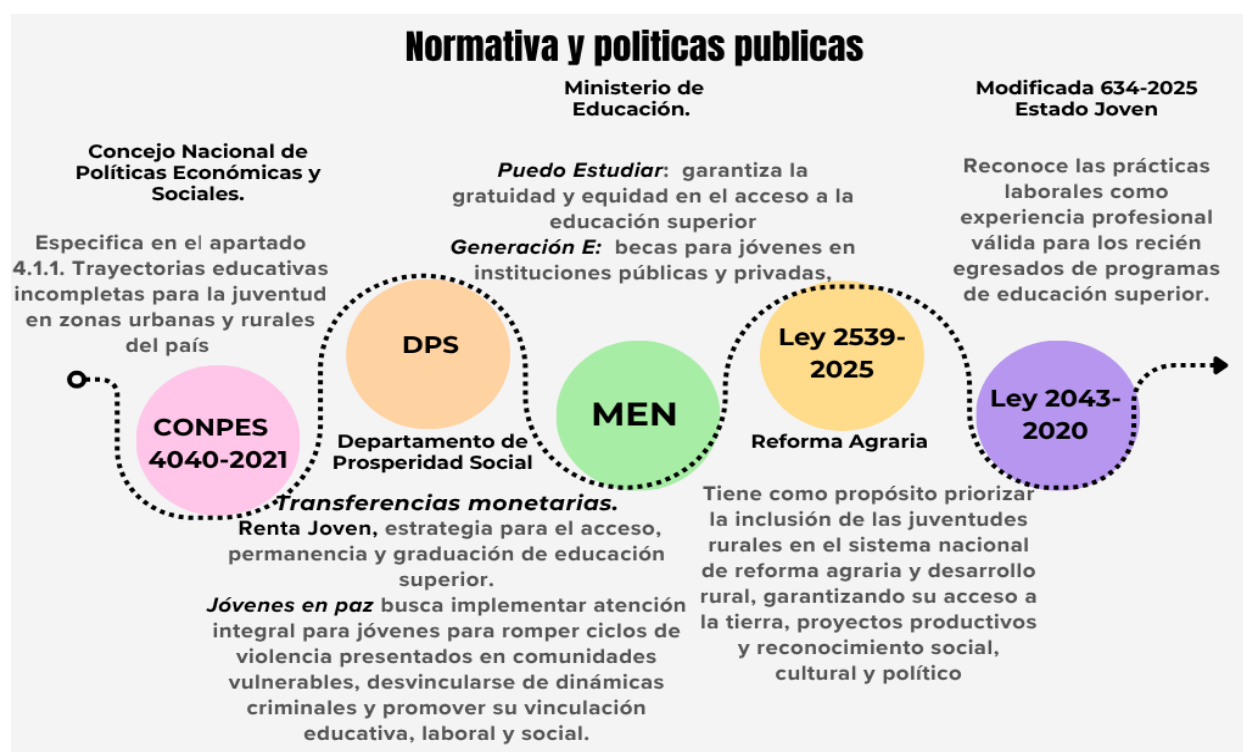 Normativa y politicas publicas
Concejo Nacional de
Políticas Económicas y
Sociales.
Especifica en el apartado
4.1.1. Trayectorias educativas
incompletas para la juventud
en zonas urbanas y rurales
del país
CONPES
4040-2021
DPS
Departamento de
Prosperidad Social
Transferencias monetarias.
Renta Joven, estrategia para el acceso,
permanencia y graduación de educación
superior.
Jóvenes en paz busca implementar atención
integral para jóvenes para romper ciclos de
violencia presentados en comunidades
vulnerables, desvincularse de dinámicas
criminales y promover su vinculación
educativa, laboral y social.
Ministerio de
Educación.
Puedo Estudiar: garantiza la
gratuidad y equidad en el acceso a la
educación superior
Generación E: becas para jóvenes en
instituciones públicas y privadas,
MEN
Ley 2539-
2025
Reforma Agraria
Tiene como propósito priorizar
la inclusión de las juventudes
rurales en el sistema nacional
de reforma agraria y desarrollo
rural, garantizando su acceso a
la tierra, proyectos productivos
y reconocimiento social,
cultural y político
Modificada 634-2025
Estado Joven
Reconoce las prácticas
laborales como
experiencia profesional
válida para los recién
egresados de programas
de educación superior.
Ley 2043-
2020